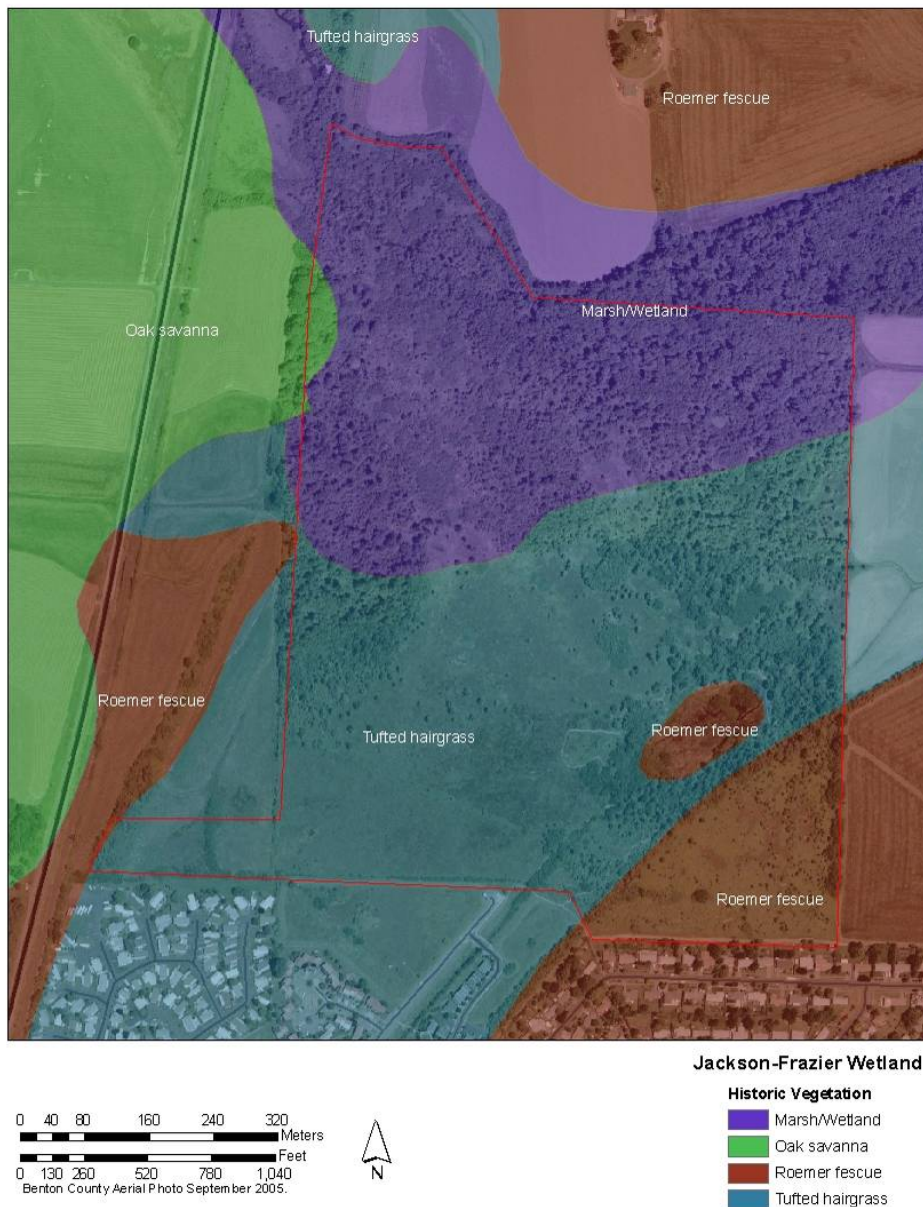 Tufted hairgrass
Roemer fescue
Marsh/Wetland
Oak savanna
Roemer fescue
Roemer fescue
Tufted hairgrass
Roemer fescue
Jackson-Frazier Wetland
Historic Vegetation
Marsh/Wetland
Oak savanna
Roemer fescue
Tufted hairgrass
0 40 80 160 240 320
Meters
Feet
0 130 260 520 780 1,040
Benton County Aerial Photo September 2005.
N